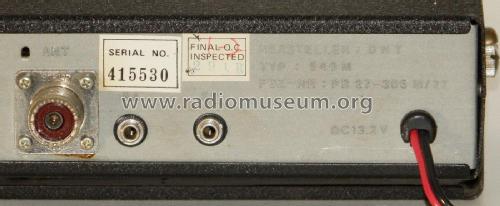 ANT
SERIAL NO.
415530
FINAL Q.C
INSPECTED
HERSTELLER: DNT
TYP : 540 M
FTZ-NR : PR 27-305 M/77
DC13.2V
www.radiomuseum.org